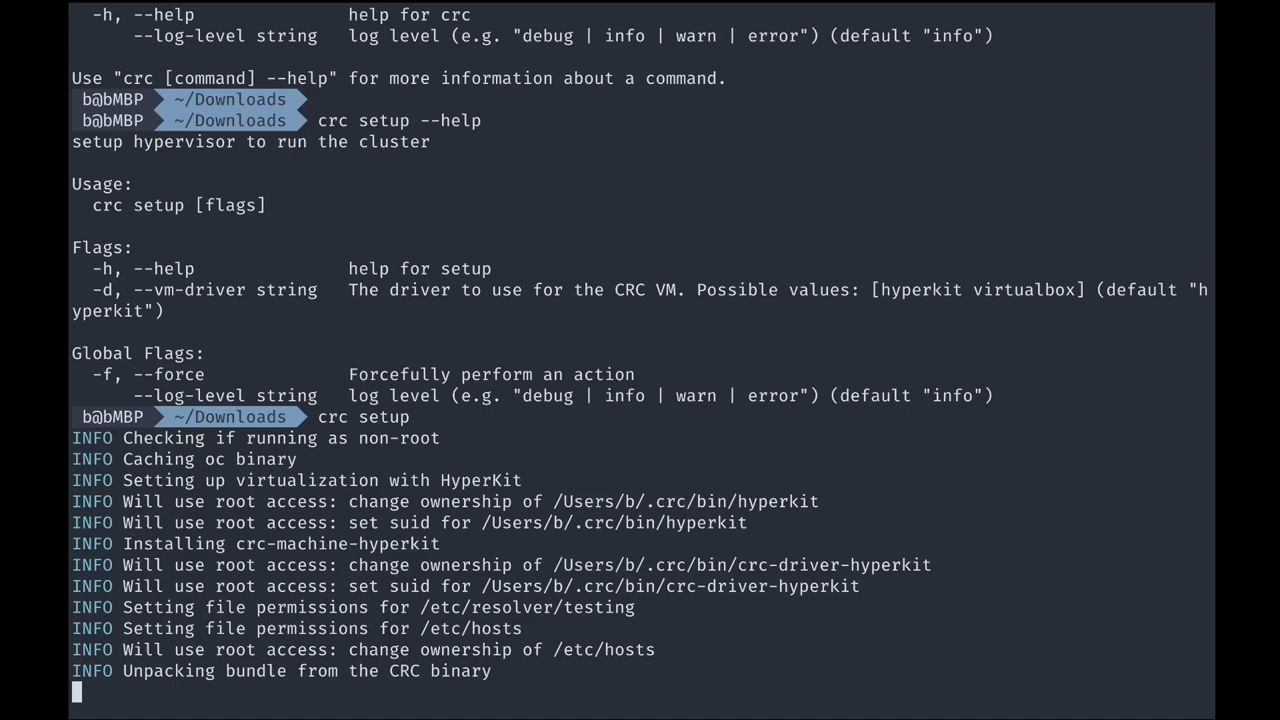 -h, --help               help for crc
      --log-level string   log level (e.g. "debug | info | warn | error") (default "info")
Use "crc [command] --help" for more information about a command.
b@bMBP ~/Downloads
b@bMBP ~/Downloads crc setup --help
setup hypervisor to run the cluster
Usage:
  crc setup [flags]
Flags:
  -h, --help               help for setup
  -d, --vm-driver string   The driver to use for the CRC VM. Possible values: [hyperkit virtualbox] (default "h
yperkit")
Global Flags:
  -f, --force              Forcefully perform an action
      --log-level string   log level (e.g. "debug | info | warn | error") (default "info")
b@bMBP ~/Downloads crc setup
INFO Checking if running as non-root
INFO Caching oc binary
INFO Setting up virtualization with HyperKit
INFO Will use root access: change ownership of /Users/b/.crc/bin/hyperkit
INFO Will use root access: set suid for /Users/b/.crc/bin/hyperkit
INFO Installing crc-machine-hyperkit
INFO Will use root access: change ownership of /Users/b/.crc/bin/crc-driver-hyperkit
INFO Will use root access: set suid for /Users/b/.crc/bin/crc-driver-hyperkit
INFO Setting file permissions for /etc/resolver/testing
INFO Setting file permissions for /etc/hosts
INFO Will use root access: change ownership of /etc/hosts
INFO Unpacking bundle from the CRC binary